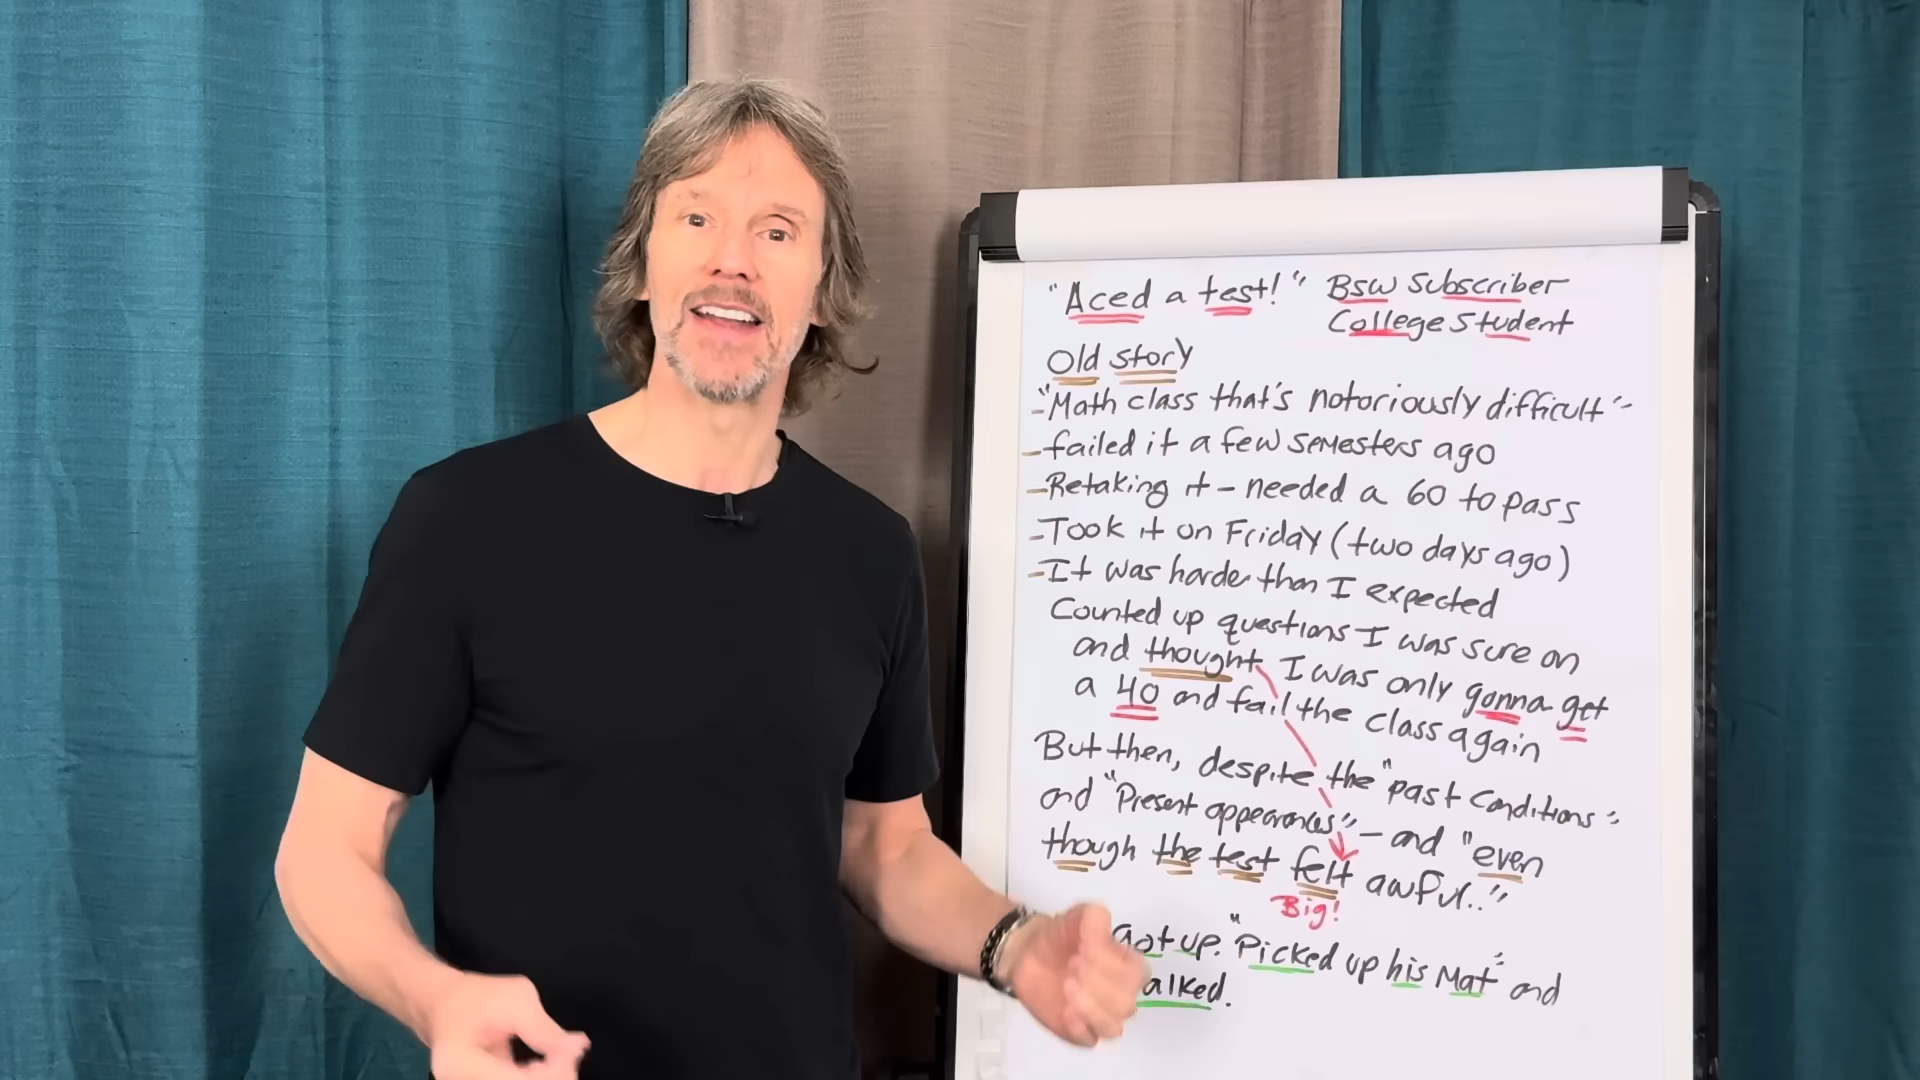 "Aced a test!" BSW Subscriber
College Student
Old Story
-"Math class that's notoriously difficult"
-failed it a few semesters ago
-Retaking it - needed a 60 to pass
-Took it on Friday (two days ago)
-It was harder than I expected
Counted up questions I was sure on
and thought I was only gonna get
a 40 and fail the class again
But then, despite the "past conditions"
and "Present appearances" - and "even
though the test felt awful.."
Big!
Got up. "Picked up his mat" and
alked.